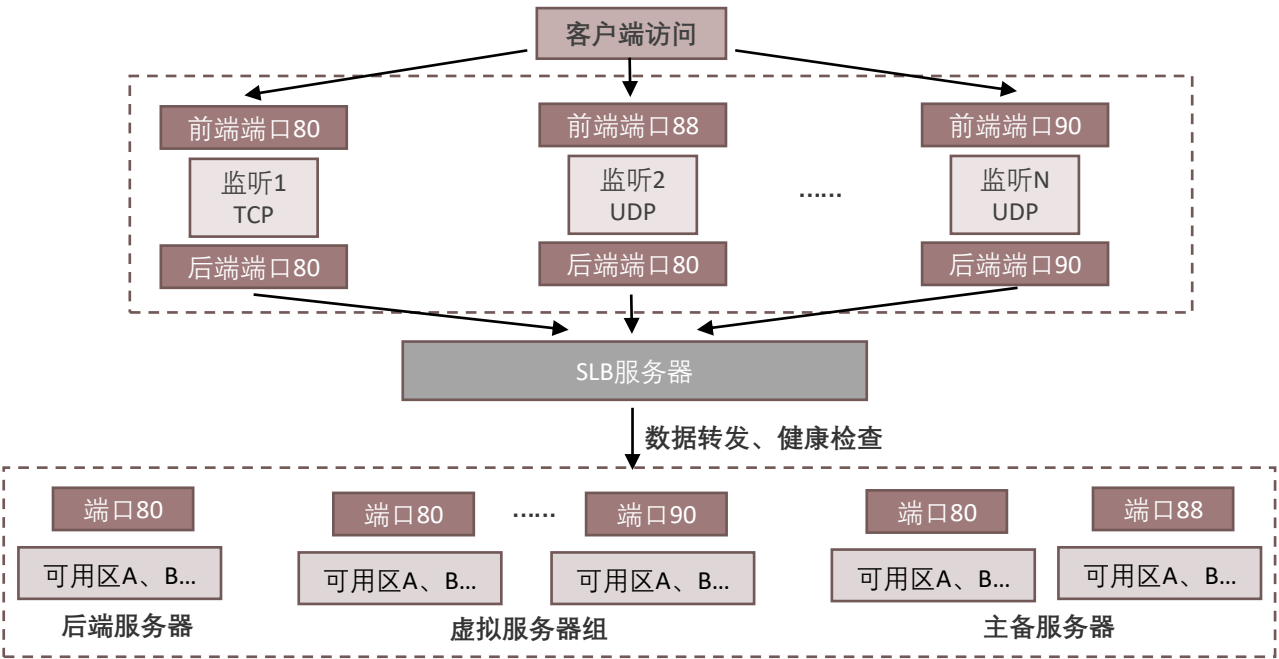 客户端访问
前端端口80
前端端口88
前端端口90
监听1
TCP
监听2
UDP
……
监听N
UDP
后端端口80
后端端口80
后端端口90
SLB服务器
数据转发、健康检查
端口80
端口80
……
端口90
端口80
端口88
可用区A、B…
可用区A、B…
可用区A、B…
可用区A、B…
可用区A、B…
后端服务器
虚拟服务器组
主备服务器